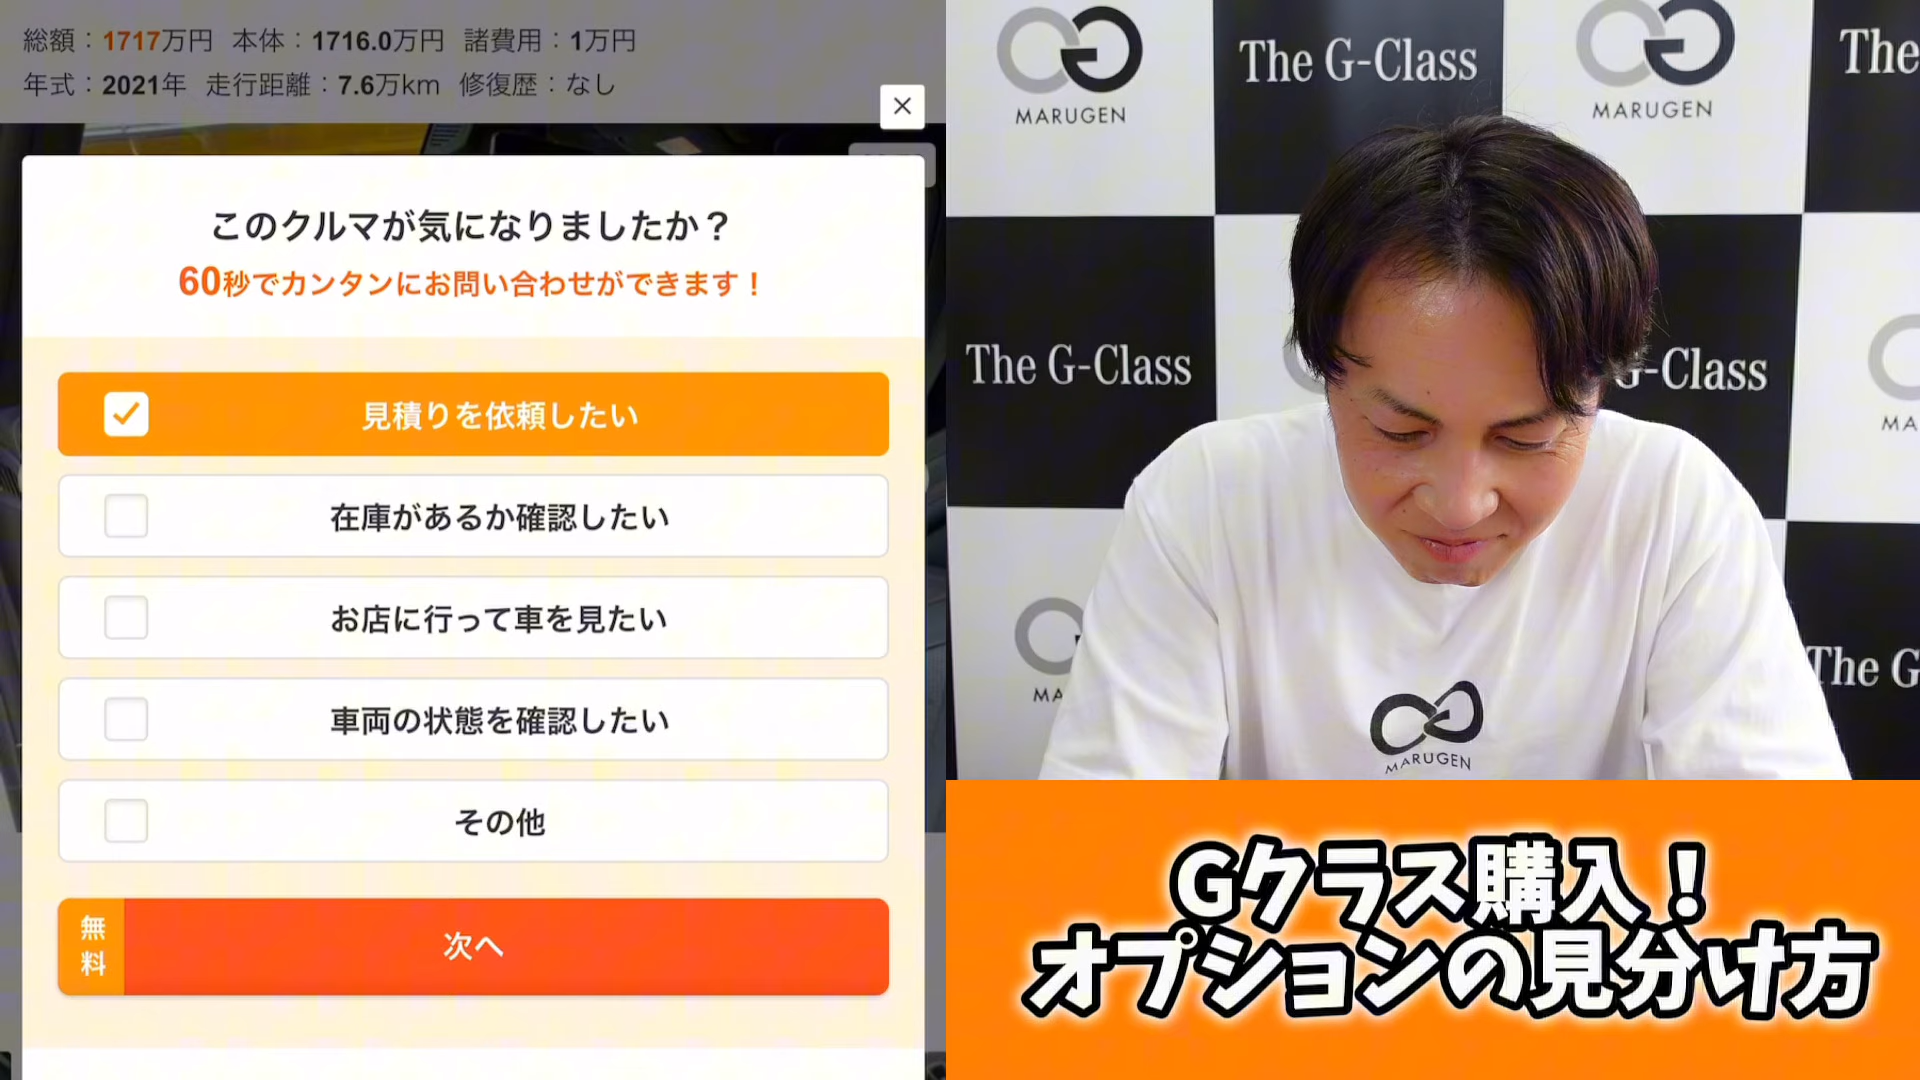 総額：1717万円 本体：1716.0万円 諸費用：1万円
年式：2021年 走行距離：7.6万km 修復歴：なし
このクルマが気になりましたか？
60秒でカンタンにお問い合わせができます！
見積りを依頼したい
在庫があるか確認したい
お店に行って車を見たい
車両の状態を確認したい
その他
無料
次へ
MARUGEN
The G-Class
MARUGEN
The
The G-Class
G-Class
MA
MA
The G
MARUGEN
Gクラス購入！
オプションの見分け方